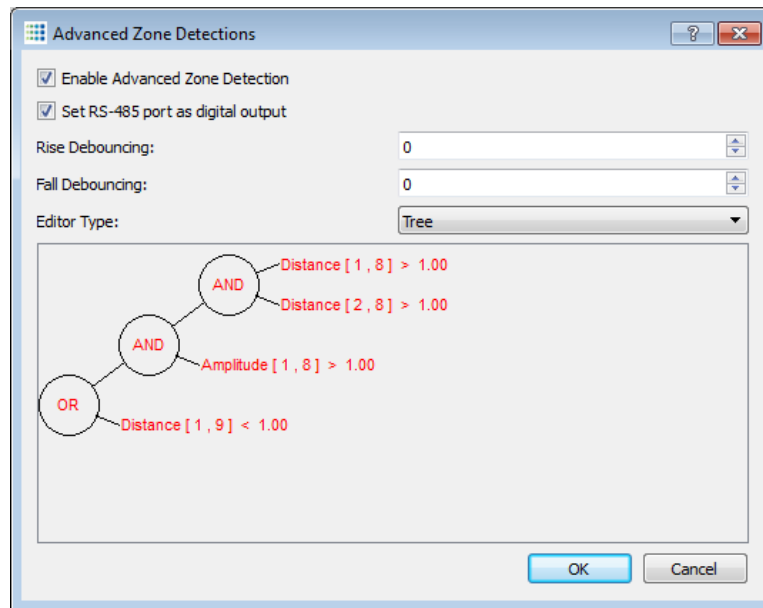 Advanced Zone Detections
Enable Advanced Zone Detection
Set RS-485 port as digital output
Rise Debouncing: 0
Fall Debouncing: 0
Editor Type: Tree
Distance [ 1 , 8 ] > 1.00
AND
Distance [ 2 , 8 ] > 1.00
AND
Amplitude [ 1 , 8 ] > 1.00
OR
Distance [ 1 , 9 ] < 1.00
OK Cancel